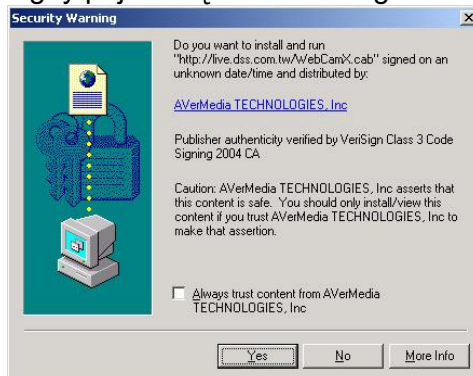 Security Warning
Do you want to install and run
"http://live.dss.com.tw/WebCamX.cab" signed on an
unknown date/time and distributed by:
AVerMedia TECHNOLOGIES, Inc
Publisher authenticity verified by VeriSign Class 3 Code
Signing 2004 CA
Caution: AVerMedia TECHNOLOGIES, Inc asserts that
this content is safe. You should only install/view this
content if you trust AVerMedia TECHNOLOGIES, Inc to
make that assertion.
Always trust content from AVerMedia
TECHNOLOGIES, Inc
Yes No More Info